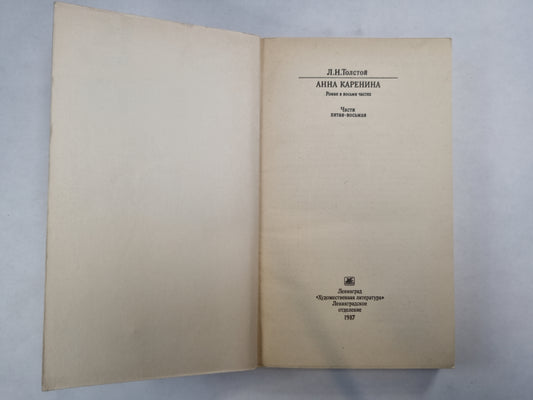 Л.Н.Толстой
АННА КАРЕНИНА
Роман в восьми частях
Части
пятая-восьмая
Ленинград
«Художественная литература»
Ленинградское
отделение
1987